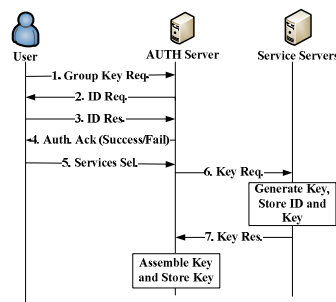 User
AUTH Server
Service Servers
1. Group Key Req.
2. ID Req.
3. ID Res.
4. Auth. Ack (Success/Fail)
5. Services Sel.
6. Key Req.
Generate Key,
Store ID and
Key
7. Key Res.
Assemble Key
and Store Key